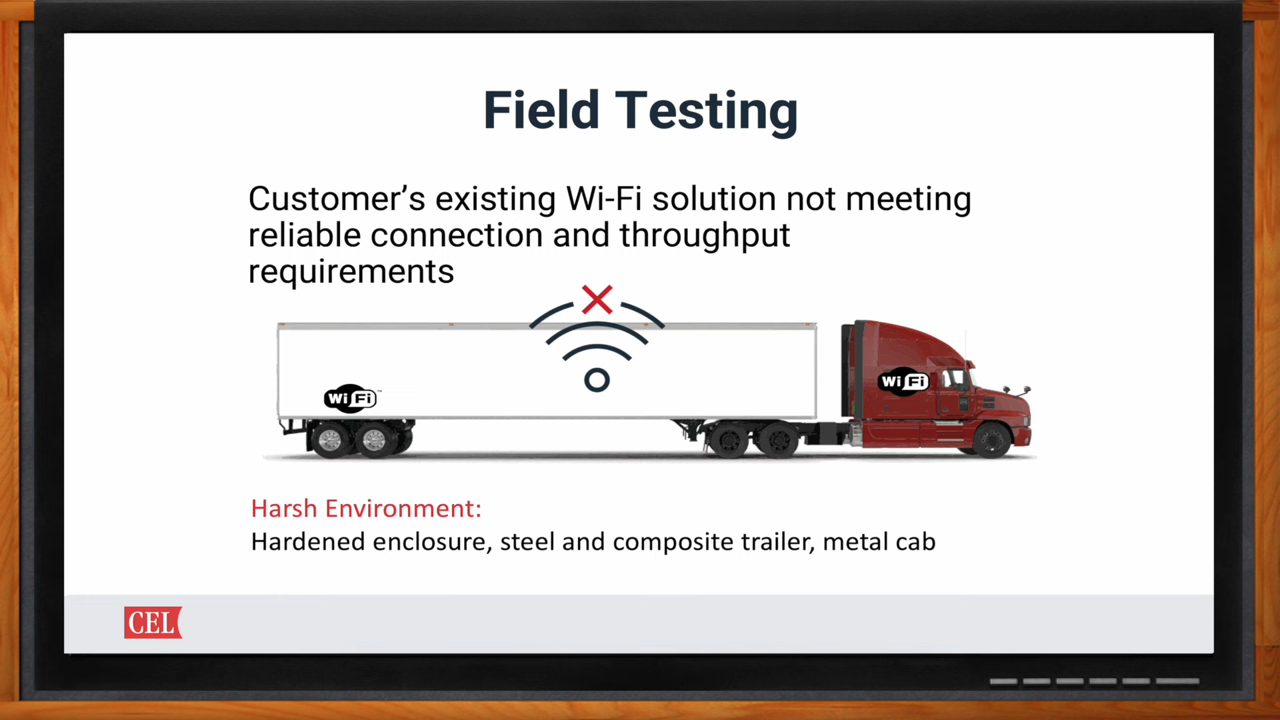 Field Testing
Customer’s existing Wi-Fi solution not meeting
reliable connection and throughput
requirements
Wi Fi
Wi Fi™
Harsh Environment:
Hardened enclosure, steel and composite trailer, metal cab
CEL